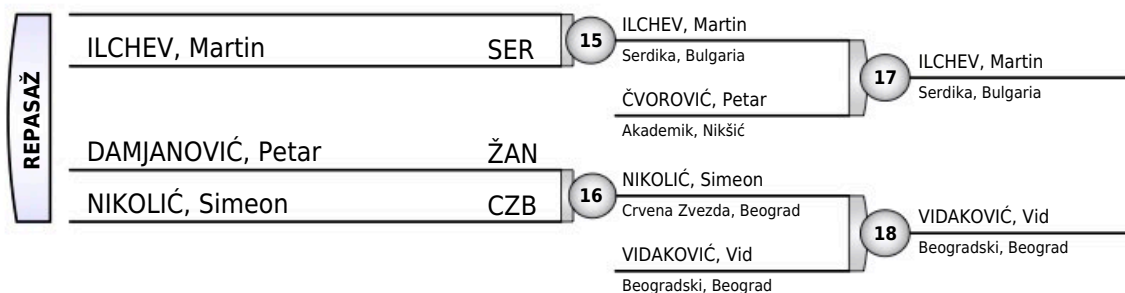 REPASAŽ
ILCHEV, Martin SER
DAMJANOVIĆ, Petar ŽAN
NIKOLIĆ, Simeon CZB
15
ILCHEV, Martin
Serdika, Bulgaria
ČVOROVIĆ, Petar
Akademik, Nikšić
16
NIKOLIĆ, Simeon
Crvena Zvezda, Beograd
VIDAKOVIĆ, Vid
Beogradski, Beograd
17
ILCHEV, Martin
Serdika, Bulgaria
18
VIDAKOVIĆ, Vid
Beogradski, Beograd